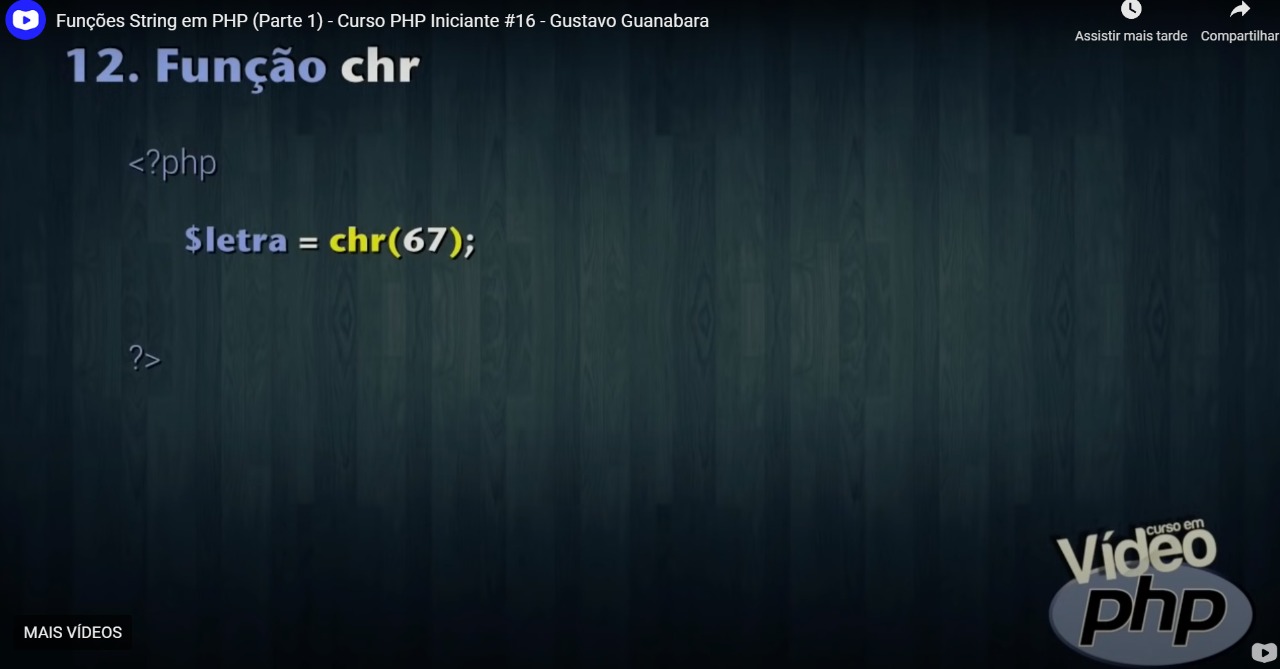 Funções String em PHP (Parte 1) - Curso PHP Iniciante #16 - Gustavo Guanabara
Assistir mais tarde
Compartilhar
12. Função chr
<?php
$letra = chr(67);
?>
curso em
Vídeo
php
MAIS VÍDEOS